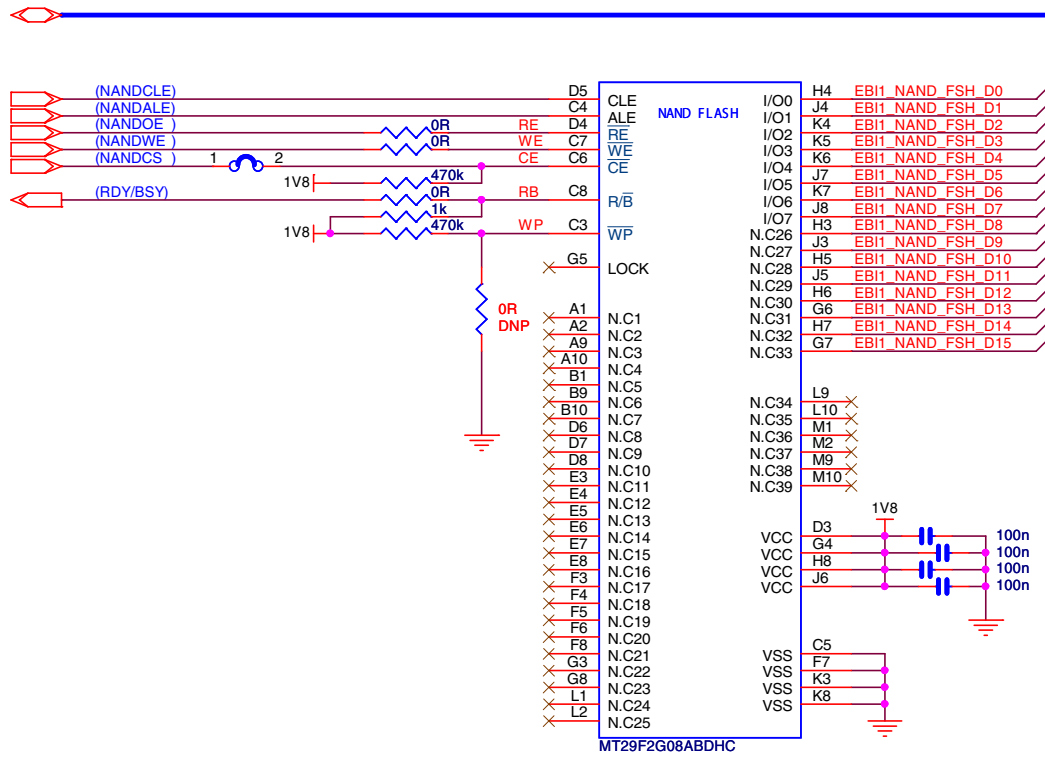 (NANDCLE) D5 CLE
(NANDALE) C4 ALE
(NANDOE ) 0R RE D4 RE
(NANDWE) 0R WE C7 WE
(NANDCS ) 1 2 CE C6 CE
1V8 470k
(RDY/BSY) 0R RB C8 R/B
1k
1V8 470k WP C3 WP
G5 LOCK
0R
DNP
A1 N.C1
A2 N.C2
A9 N.C3
A10 N.C4
B1 N.C5
B9 N.C6
B10 N.C7
D6 N.C8
D7 N.C9
D8 N.C10
E3 N.C11
E4 N.C12
E5 N.C13
E6 N.C14
E7 N.C15
E8 N.C16
F3 N.C17
F4 N.C18
F5 N.C19
F6 N.C20
F8 N.C21
G3 N.C22
G8 N.C23
L1 N.C24
L2 N.C25
NAND FLASH
I/O0 H4 EBI1_NAND_FSH_D0
I/O1 J4 EBI1_NAND_FSH_D1
I/O2 K4 EBI1_NAND_FSH_D2
I/O3 K5 EBI1_NAND_FSH_D3
I/O4 K6 EBI1_NAND_FSH_D4
I/O5 J7 EBI1_NAND_FSH_D5
I/O6 K7 EBI1_NAND_FSH_D6
I/O7 J8 EBI1_NAND_FSH_D7
N.C26 H3 EBI1_NAND_FSH_D8
N.C27 J3 EBI1_NAND_FSH_D9
N.C28 H5 EBI1_NAND_FSH_D10
N.C29 J5 EBI1_NAND_FSH_D11
N.C30 H6 EBI1_NAND_FSH_D12
N.C31 G6 EBI1_NAND_FSH_D13
N.C32 H7 EBI1_NAND_FSH_D14
N.C33 G7 EBI1_NAND_FSH_D15
N.C34 L9
N.C35 L10
N.C36 M1
N.C37 M2
N.C38 M9
N.C39 M10
1V8
VCC D3 100n
VCC G4 100n
VCC H8 100n
VCC J6 100n
VSS C5
VSS F7
VSS K3
VSS K8
MT29F2G08ABDHC